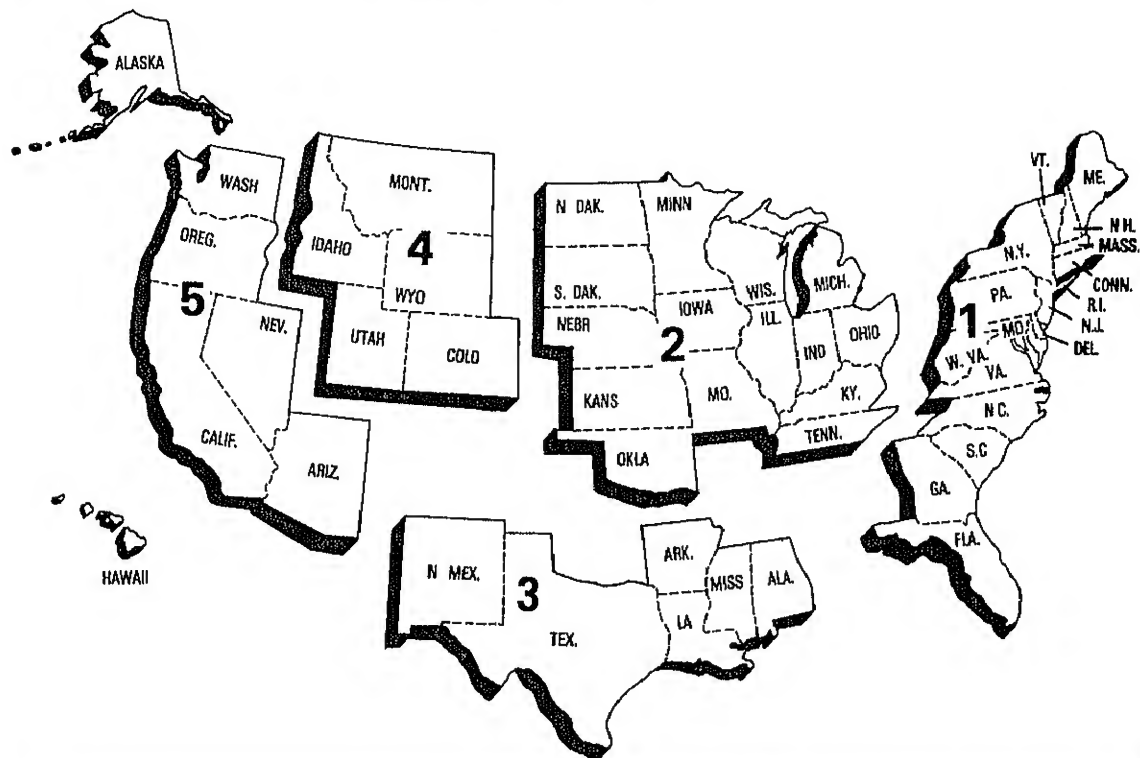 ALASKA
WASH
OREG.
5
NEV.
CALIF.
ARIZ.
HAWAII
MONT.
IDAHO
4
WYO
UTAH
COLO
N DAK.
MINN
S. DAK.
WIS.
MICH.
NEBR
IOWA
ILL.
2
IND
OHIO
KANS
MO.
KY.
TENN.
OKLA
N MEX.
3
TEX.
ARK.
MISS
ALA.
LA
VT.
ME.
N.H.
MASS.
N.Y.
CONN.
PA.
R.I.
1
N.J.
MD.
DEL.
W. VA.
VA.
N C.
S.C
GA.
FLA.